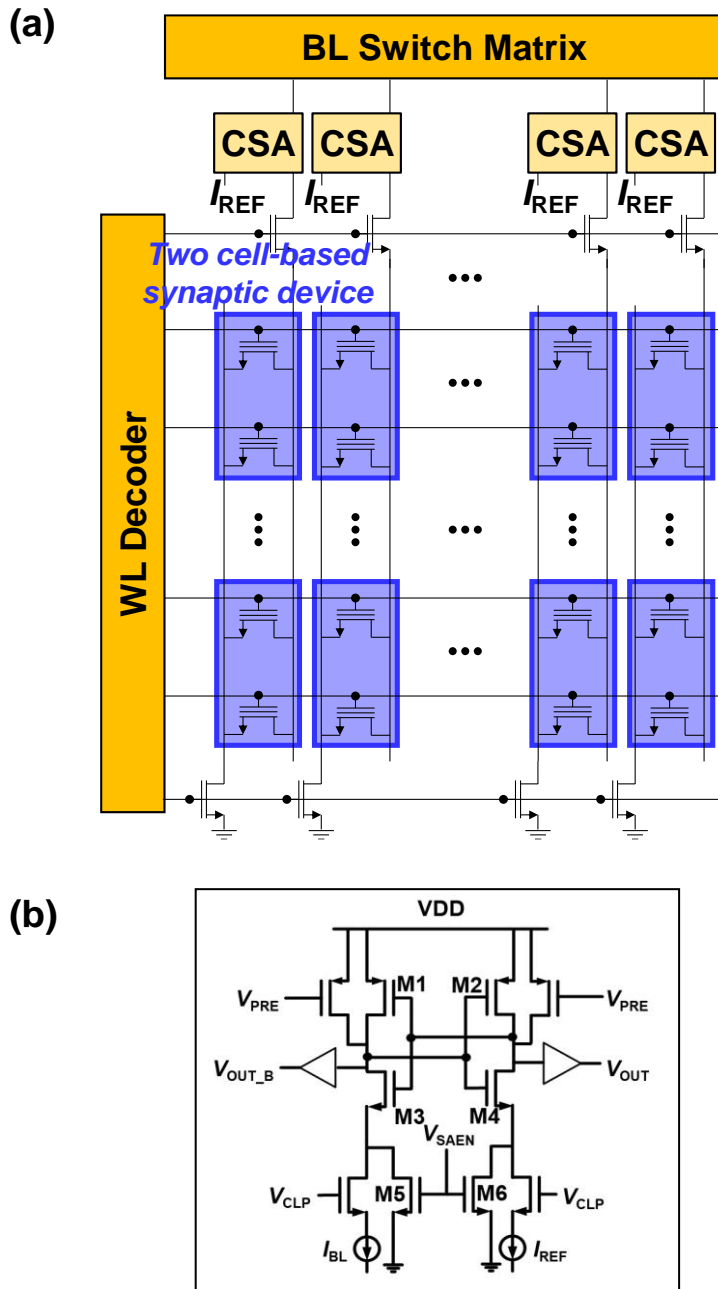 (a)
BL Switch Matrix
CSA CSA CSA CSA
IREF IREF IREF IREF
Two cell-based
synaptic device
WL Decoder
(b)
VDD
M1 M2
VPRE VPRE
VOUT_B VOUT
M3 M4
VSAEN
VCLP M5 M6 VCLP
IBL IREF